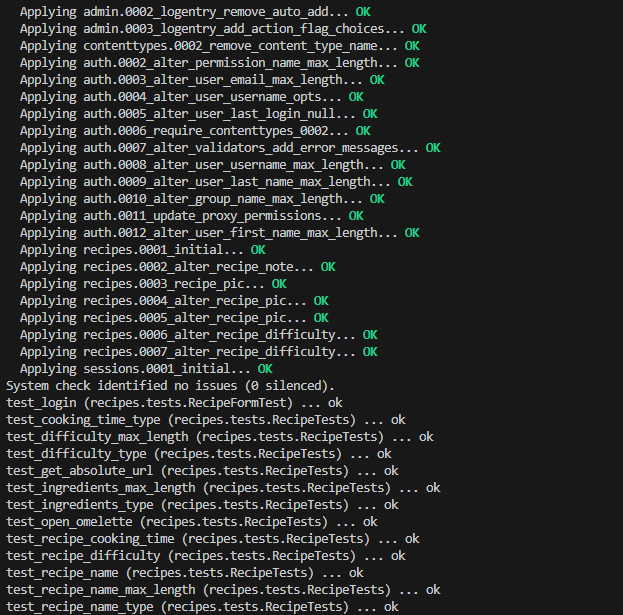 Applying admin.0002_logentry_remove_auto_add... OK
Applying admin.0003_logentry_add_action_flag_choices... OK
Applying contenttypes.0002_remove_content_type_name... OK
Applying auth.0002_alter_permission_name_max_length... OK
Applying auth.0003_alter_user_email_max_length... OK
Applying auth.0004_alter_user_username_opts... OK
Applying auth.0005_alter_user_last_login_null... OK
Applying auth.0006_require_contenttypes_0002... OK
Applying auth.0007_alter_validators_add_error_messages... OK
Applying auth.0008_alter_user_username_max_length... OK
Applying auth.0009_alter_user_last_name_max_length... OK
Applying auth.0010_alter_group_name_max_length... OK
Applying auth.0011_update_proxy_permissions... OK
Applying auth.0012_alter_user_first_name_max_length... OK
Applying recipes.0001_initial... OK
Applying recipes.0002_alter_recipe_note... OK
Applying recipes.0003_recipe_pic... OK
Applying recipes.0004_alter_recipe_pic... OK
Applying recipes.0005_alter_recipe_pic... OK
Applying recipes.0006_alter_recipe_difficulty... OK
Applying recipes.0007_alter_recipe_difficulty... OK
Applying sessions.0001_initial... OK
System check identified no issues (0 silenced).
test_login (recipes.tests.RecipeFormTest) ... ok
test_cooking_time_type (recipes.tests.RecipeTests) ... ok
test_difficulty_max_length (recipes.tests.RecipeTests) ... ok
test_difficulty_type (recipes.tests.RecipeTests) ... ok
test_get_absolute_url (recipes.tests.RecipeTests) ... ok
test_ingredients_max_length (recipes.tests.RecipeTests) ... ok
test_ingredients_type (recipes.tests.RecipeTests) ... ok
test_open_omelette (recipes.tests.RecipeTests) ... ok
test_recipe_cooking_time (recipes.tests.RecipeTests) ... ok
test_recipe_difficulty (recipes.tests.RecipeTests) ... ok
test_recipe_name (recipes.tests.RecipeTests) ... ok
test_recipe_name_max_length (recipes.tests.RecipeTests) ... ok
test_recipe_name_type (recipes.tests.RecipeTests) ... ok